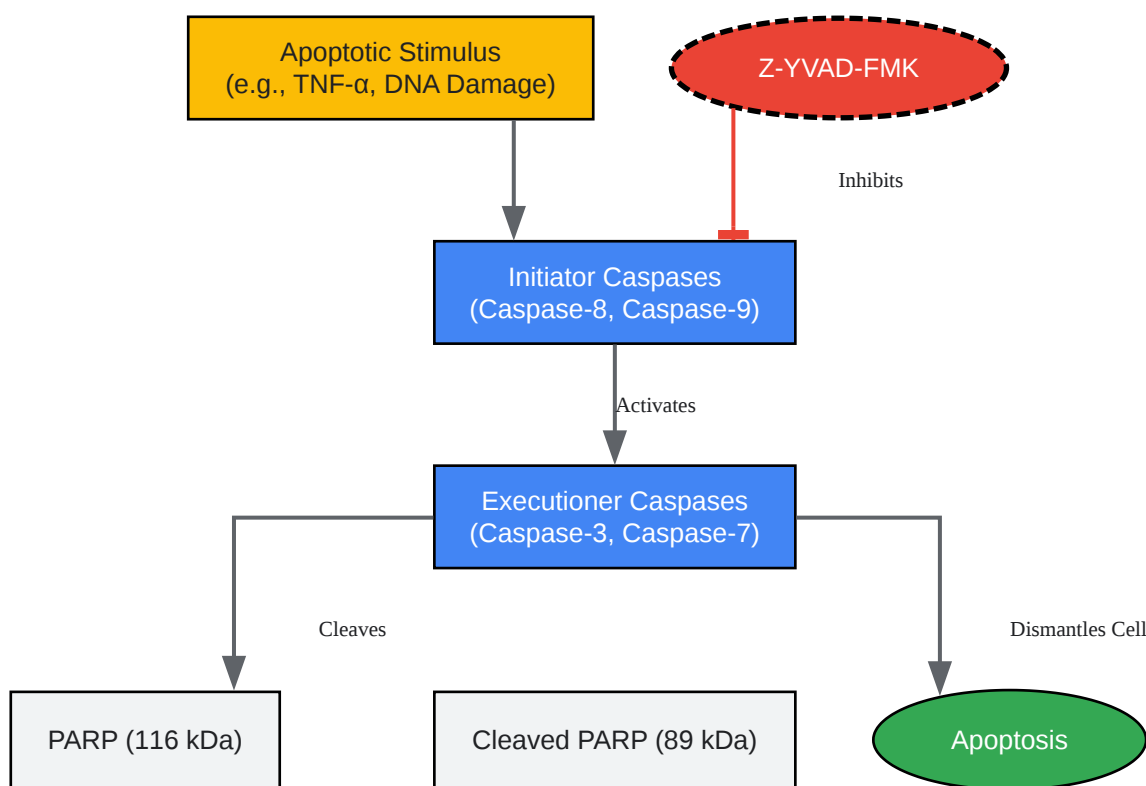 Apoptotic Stimulus
(e.g., TNF-α, DNA Damage)
Z-YVAD-FMK
Inhibits
Initiator Caspases
(Caspase-8, Caspase-9)
Activates
Executioner Caspases
(Caspase-3, Caspase-7)
Cleaves
Dismantles Cell
PARP (116 kDa)
Cleaved PARP (89 kDa)
Apoptosis